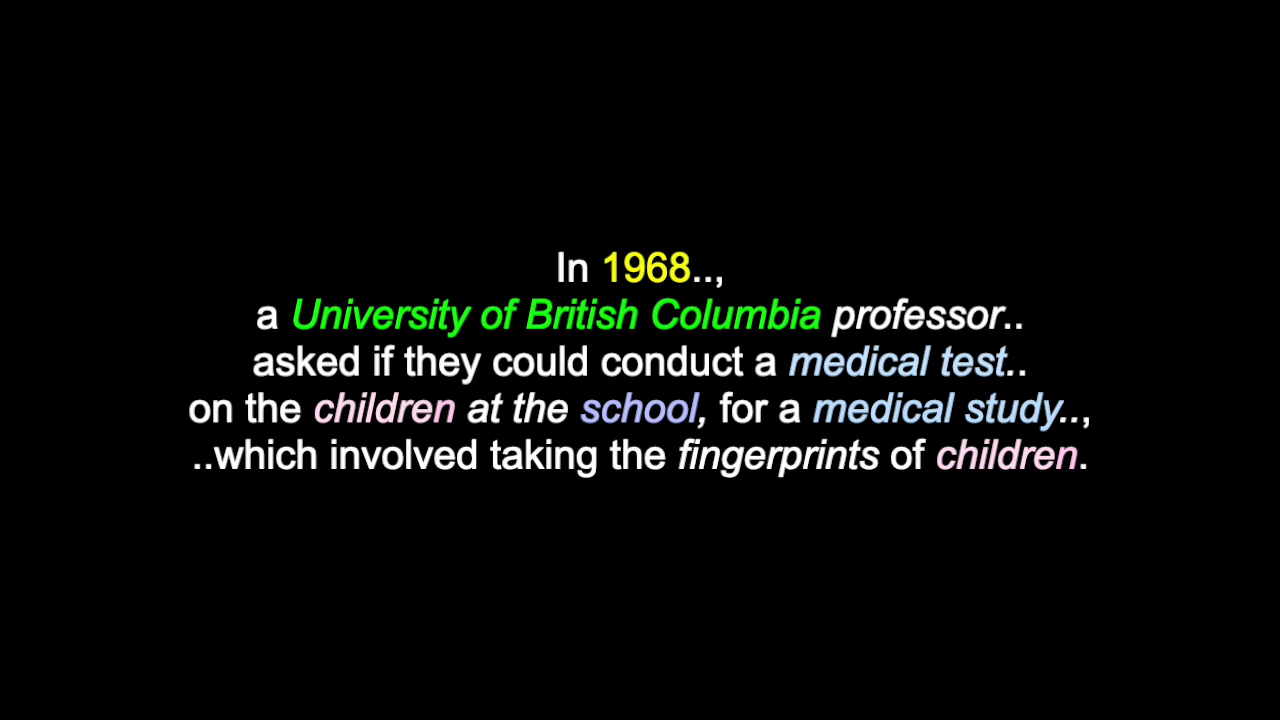 In 1968..,
a University of British Columbia professor..
asked if they could conduct a medical test..
on the children at the school, for a medical study..,
..which involved taking the fingerprints of children.